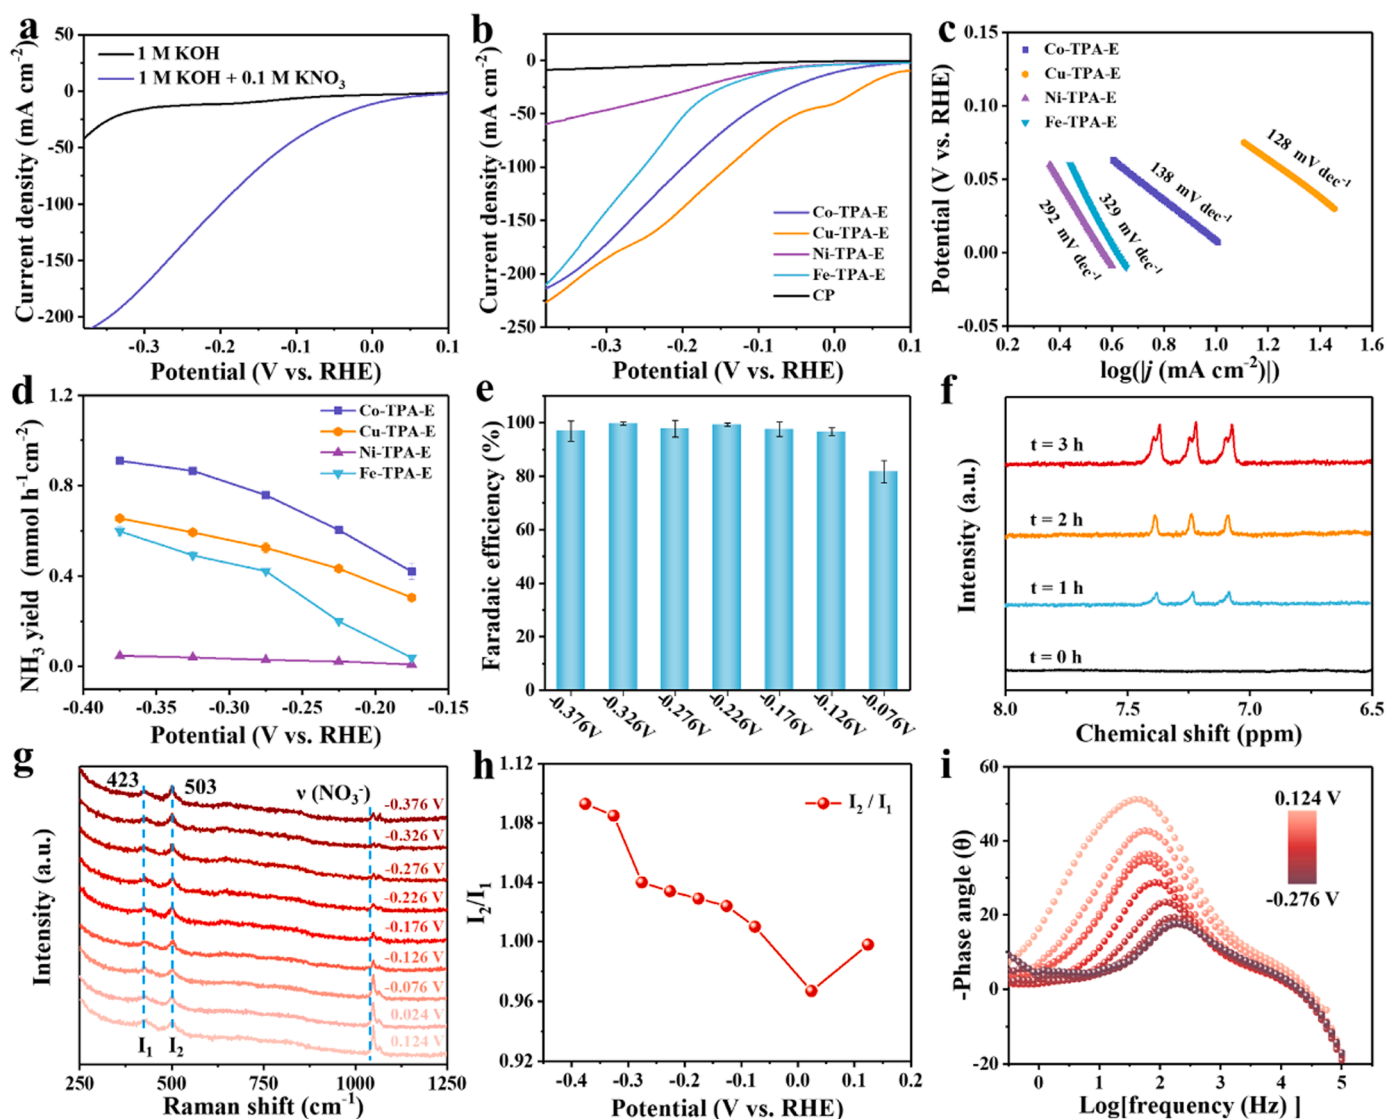 a
1 M KOH
1 M KOH + 0.1 M KNO₃
50
0
-50
-100
-150
-200
-0.3
-0.2
-0.1
0.0
0.1
Current density (mA cm⁻²)
Potential (V vs. RHE)
b
0
-50
-100
-150
-200
-250
Co-TPA-E
Cu-TPA-E
Ni-TPA-E
Fe-TPA-E
CP
-0.3
-0.2
-0.1
0.0
0.1
Current density (mA cm⁻²)
Potential (V vs. RHE)
c
Co-TPA-E
Cu-TPA-E
Ni-TPA-E
Fe-TPA-E
0.15
0.10
0.05
0.00
-0.05
128 mV dec⁻¹
138 mV dec⁻¹
329 mV dec⁻¹
292 mV dec⁻¹
0.2
0.4
0.6
0.8
1.0
1.2
1.4
1.6
Potential (V vs. RHE)
log(|j (mA cm⁻²)|)
d
Co-TPA-E
Cu-TPA-E
Ni-TPA-E
Fe-TPA-E
1.2
0.8
0.4
0.0
-0.40
-0.35
-0.30
-0.25
-0.20
-0.15
NH₃ yield (mmol h⁻¹cm⁻²)
Potential (V vs. RHE)
e
100
80
60
40
20
0
-0.376V
-0.326V
-0.276V
-0.226V
-0.176V
-0.126V
-0.076V
Faradaic efficiency (%)
f
t = 3 h
t = 2 h
t = 1 h
t = 0 h
8.0
7.5
7.0
6.5
Intensity (a.u.)
Chemical shift (ppm)
g
423
503
ν (NO₃⁻)
-0.376 V
-0.326 V
-0.276 V
-0.226 V
-0.176 V
-0.126 V
-0.076 V
0.024 V
0.124 V
I₁
I₂
250
500
750
1000
1250
Intensity (a.u.)
Raman shift (cm⁻¹)
h
I₂ / I₁
1.12
1.08
1.04
1.00
0.96
0.92
-0.4
-0.3
-0.2
-0.1
0.0
0.1
0.2
I₂/I₁
Potential (V vs. RHE)
i
0.124 V
-0.276 V
60
40
20
0
-20
0
1
2
3
4
5
-Phase angle (θ)
Log[frequency (Hz) ]